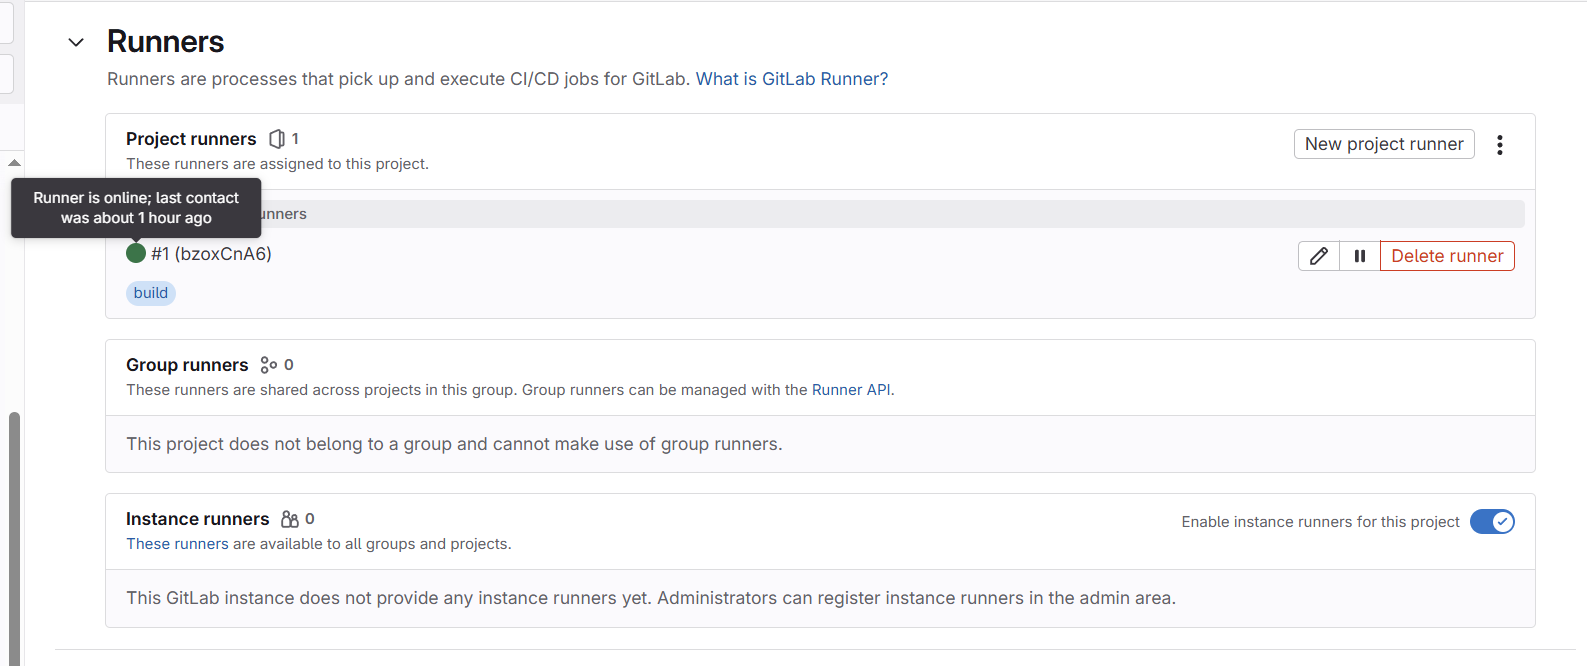 Runners
Runners are processes that pick up and execute CI/CD jobs for GitLab. What is GitLab Runner?
Project runners 1
New project runner
These runners are assigned to this project.
Runner is online; last contact
was about 1 hour ago
unners
#1 (bzoxCnA6)
Delete runner
build
Group runners 0
These runners are shared across projects in this group. Group runners can be managed with the Runner API.
This project does not belong to a group and cannot make use of group runners.
Instance runners 0
Enable instance runners for this project
These runners are available to all groups and projects.
This GitLab instance does not provide any instance runners yet. Administrators can register instance runners in the admin area.